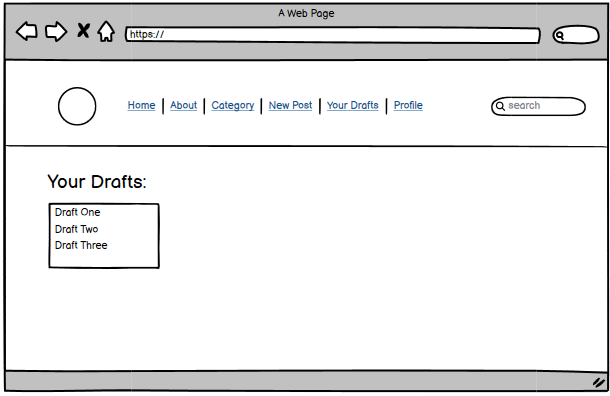 A Web Page
https://
Home About Category New Post Your Drafts Profile search
Your Drafts:
Draft One
Draft Two
Draft Three